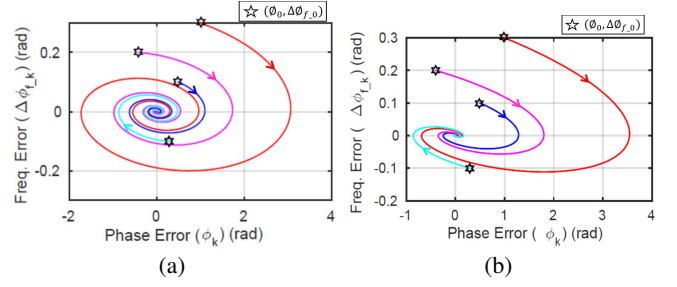 ☆ (∅₀,Δ∅f_0)
Freq. Error ( Δϕf_k) (rad)
0.2
0
-0.2
-2
0
2
4
Phase Error (ϕk) (rad)
(a)
☆ (∅₀,Δ∅f_0)
Freq. Error ( Δϕf_k) (rad)
0.3
0.2
0.1
0
-0.1
-0.2
-1
0
1
2
3
4
Phase Error ( ϕk) (rad)
(b)